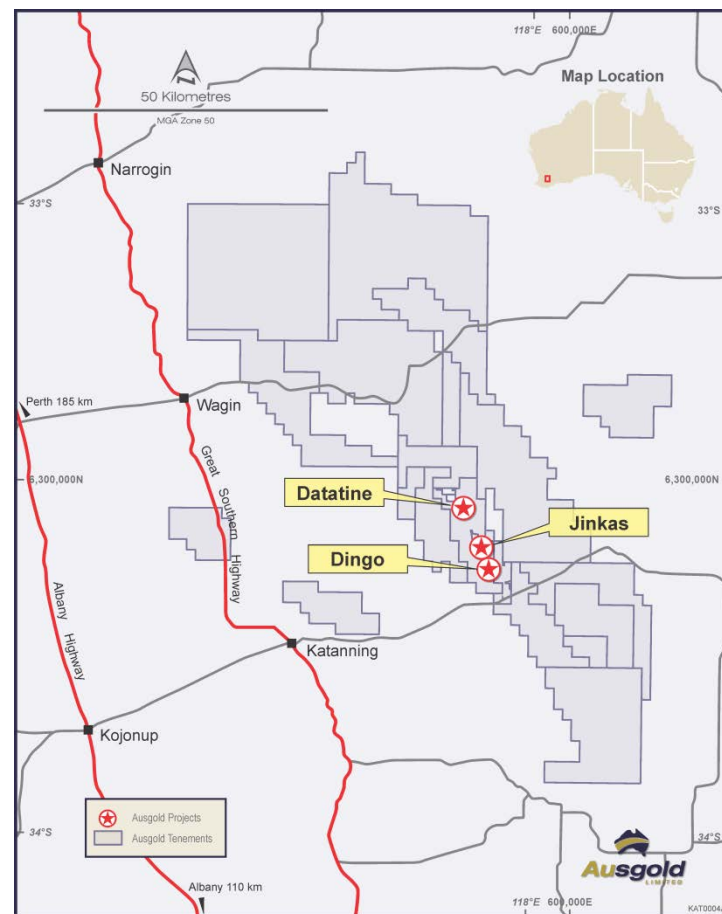 118°E 600,000E
Map Location
50 Kilometres
MGA Zone 50
Narrogin
33°S
33°S
Perth 185 km
Wagin
Great Southern Highway
6,300,000N
6,300,000N
Datatine
Jinkas
Dingo
Albany Highway
Katanning
Kojonup
Ausgold Projects
Ausgold Tenements
34°S
34°S
Ausgold
LIMITED
Albany 110 km
118°E 600,000E
KAT0004